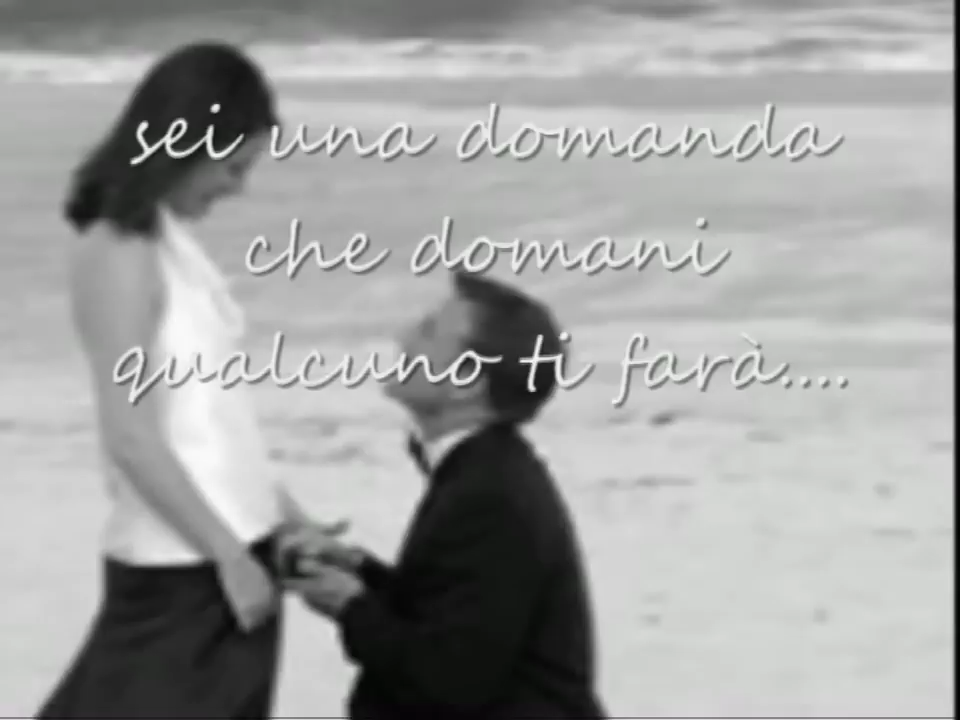 sei una domanda
che domani
qualcuno ti farà....